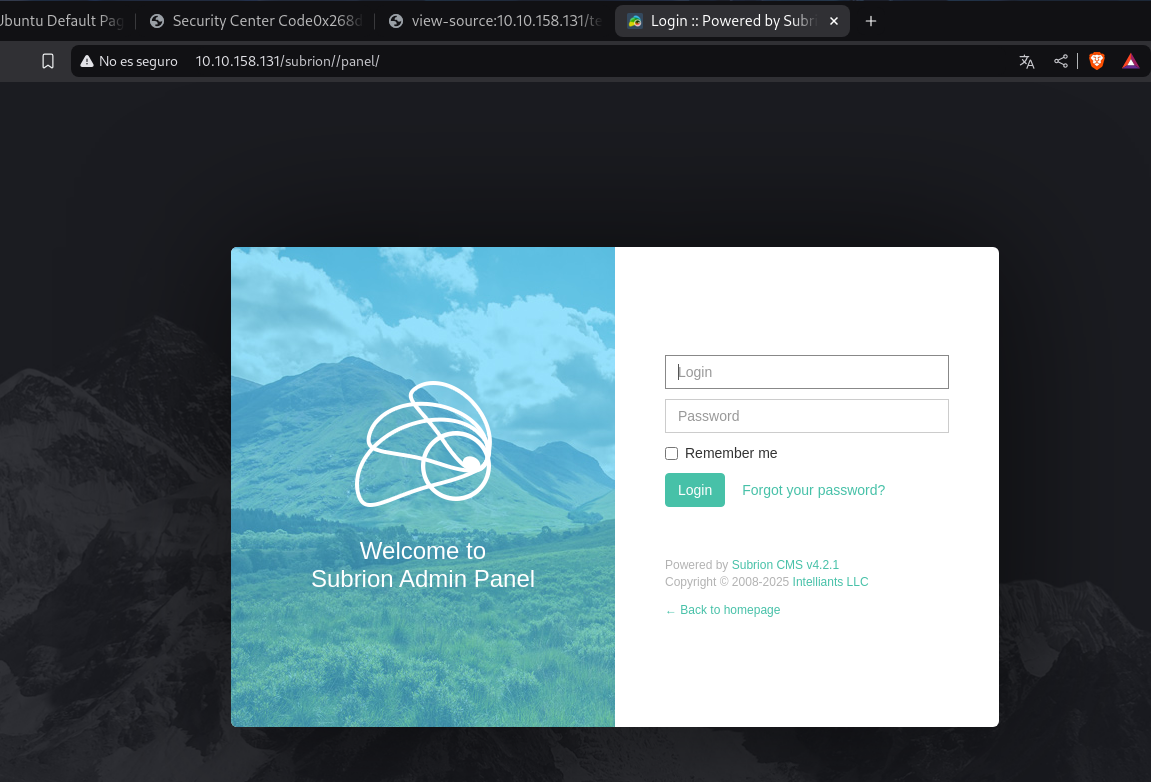 Ubuntu Default Pag
Security Center Code0x268d
view-source:10.10.158.131/te
Login :: Powered by Subri
No es seguro
10.10.158.131/subrion//panel/
Welcome to
Subrion Admin Panel
Login
Password
Remember me
Login
Forgot your password?
Powered by Subrion CMS v4.2.1
Copyright © 2008-2025 Intelliants LLC
← Back to homepage